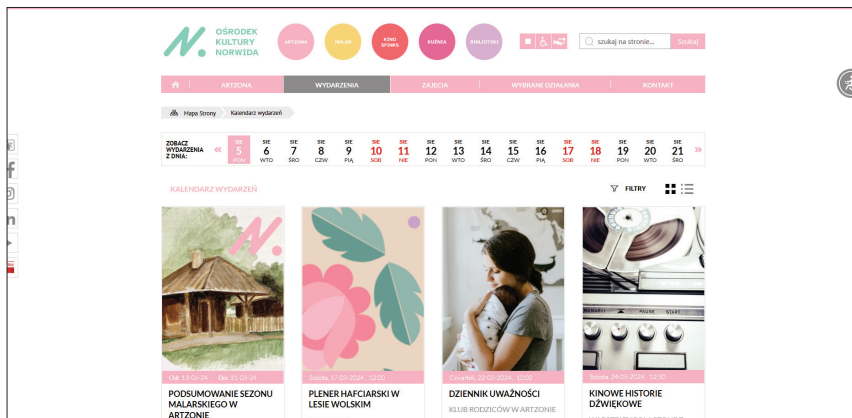 OŚRODEK
KULTURY
NORWIDA
ARTZONA
KINO
SFINKS
KUŹNIA
szukaj na stronie...
Szukaj
ARTZONA
WYDARZENIA
ZAJĘCIA
WYBRANE DZIAŁANIA
KONTAKT
Mapa Strony
Kalendarz wydarzeń
ZOBACZ
WYDARZENIA
Z DNIA:
«
SIE SIE SIE SIE SIE SIE SIE SIE SIE SIE SIE SIE SIE SIE SIE SIE SIE
5 6 7 8 9 10 11 12 13 14 15 16 17 18 19 20 21
PON WTO ŚRO CZW PIĄ SOB NIE PON WTO ŚRO CZW PIĄ SOB NIE PON WTO ŚRO
»
KALENDARZ WYDARZEŃ
FILTRY
PAUSE START
Sobota, 17-08-2024 12:00
Czwartek, 22-08-2024 10:00
Sobota, 24-08-2024 12:30
PODSUMOWANIE SEZONU
MALARSKIEGO W
ARTZONIE
PLENER HAFCIARSKI W
LESIE WOLSKIM
DZIENNIK UWAŻNOŚCI
KLUB RODZICÓW W ARTZONIE
KINOWE HISTORIE
DŹWIĘKOWE